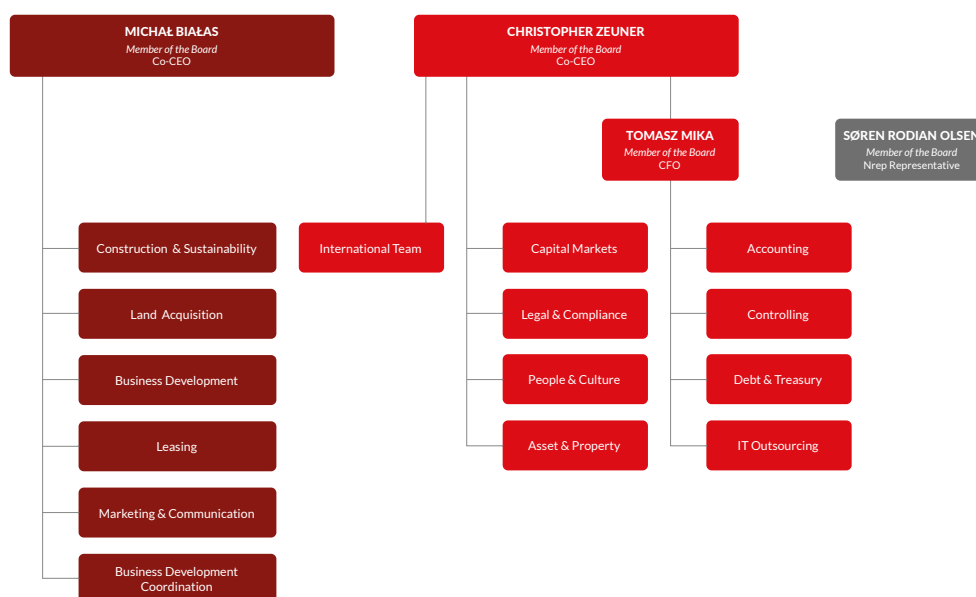 MICHAŁ BIAŁAS
Member of the Board
Co-CEO
CHRISTOPHER ZEUNER
Member of the Board
Co-CEO
TOMASZ MIKA
Member of the Board
CFO
SØREN RODIAN OLSEN
Member of the Board
Nrep Representative
Construction & Sustainability
Land Acquisition
Business Development
Leasing
Marketing & Communication
Business Development
Coordination
International Team
Capital Markets
Legal & Compliance
People & Culture
Asset & Property
Accounting
Controlling
Debt & Treasury
IT Outsourcing